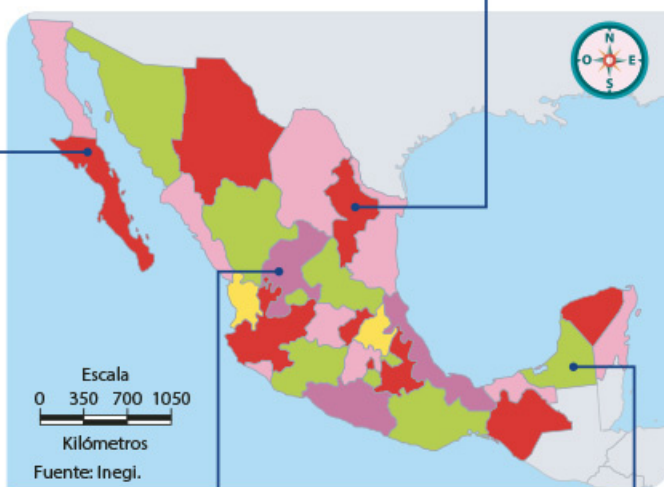 N
O E
S
Escala
0 350 700 1050
Kilómetros
Fuente: Inegi.